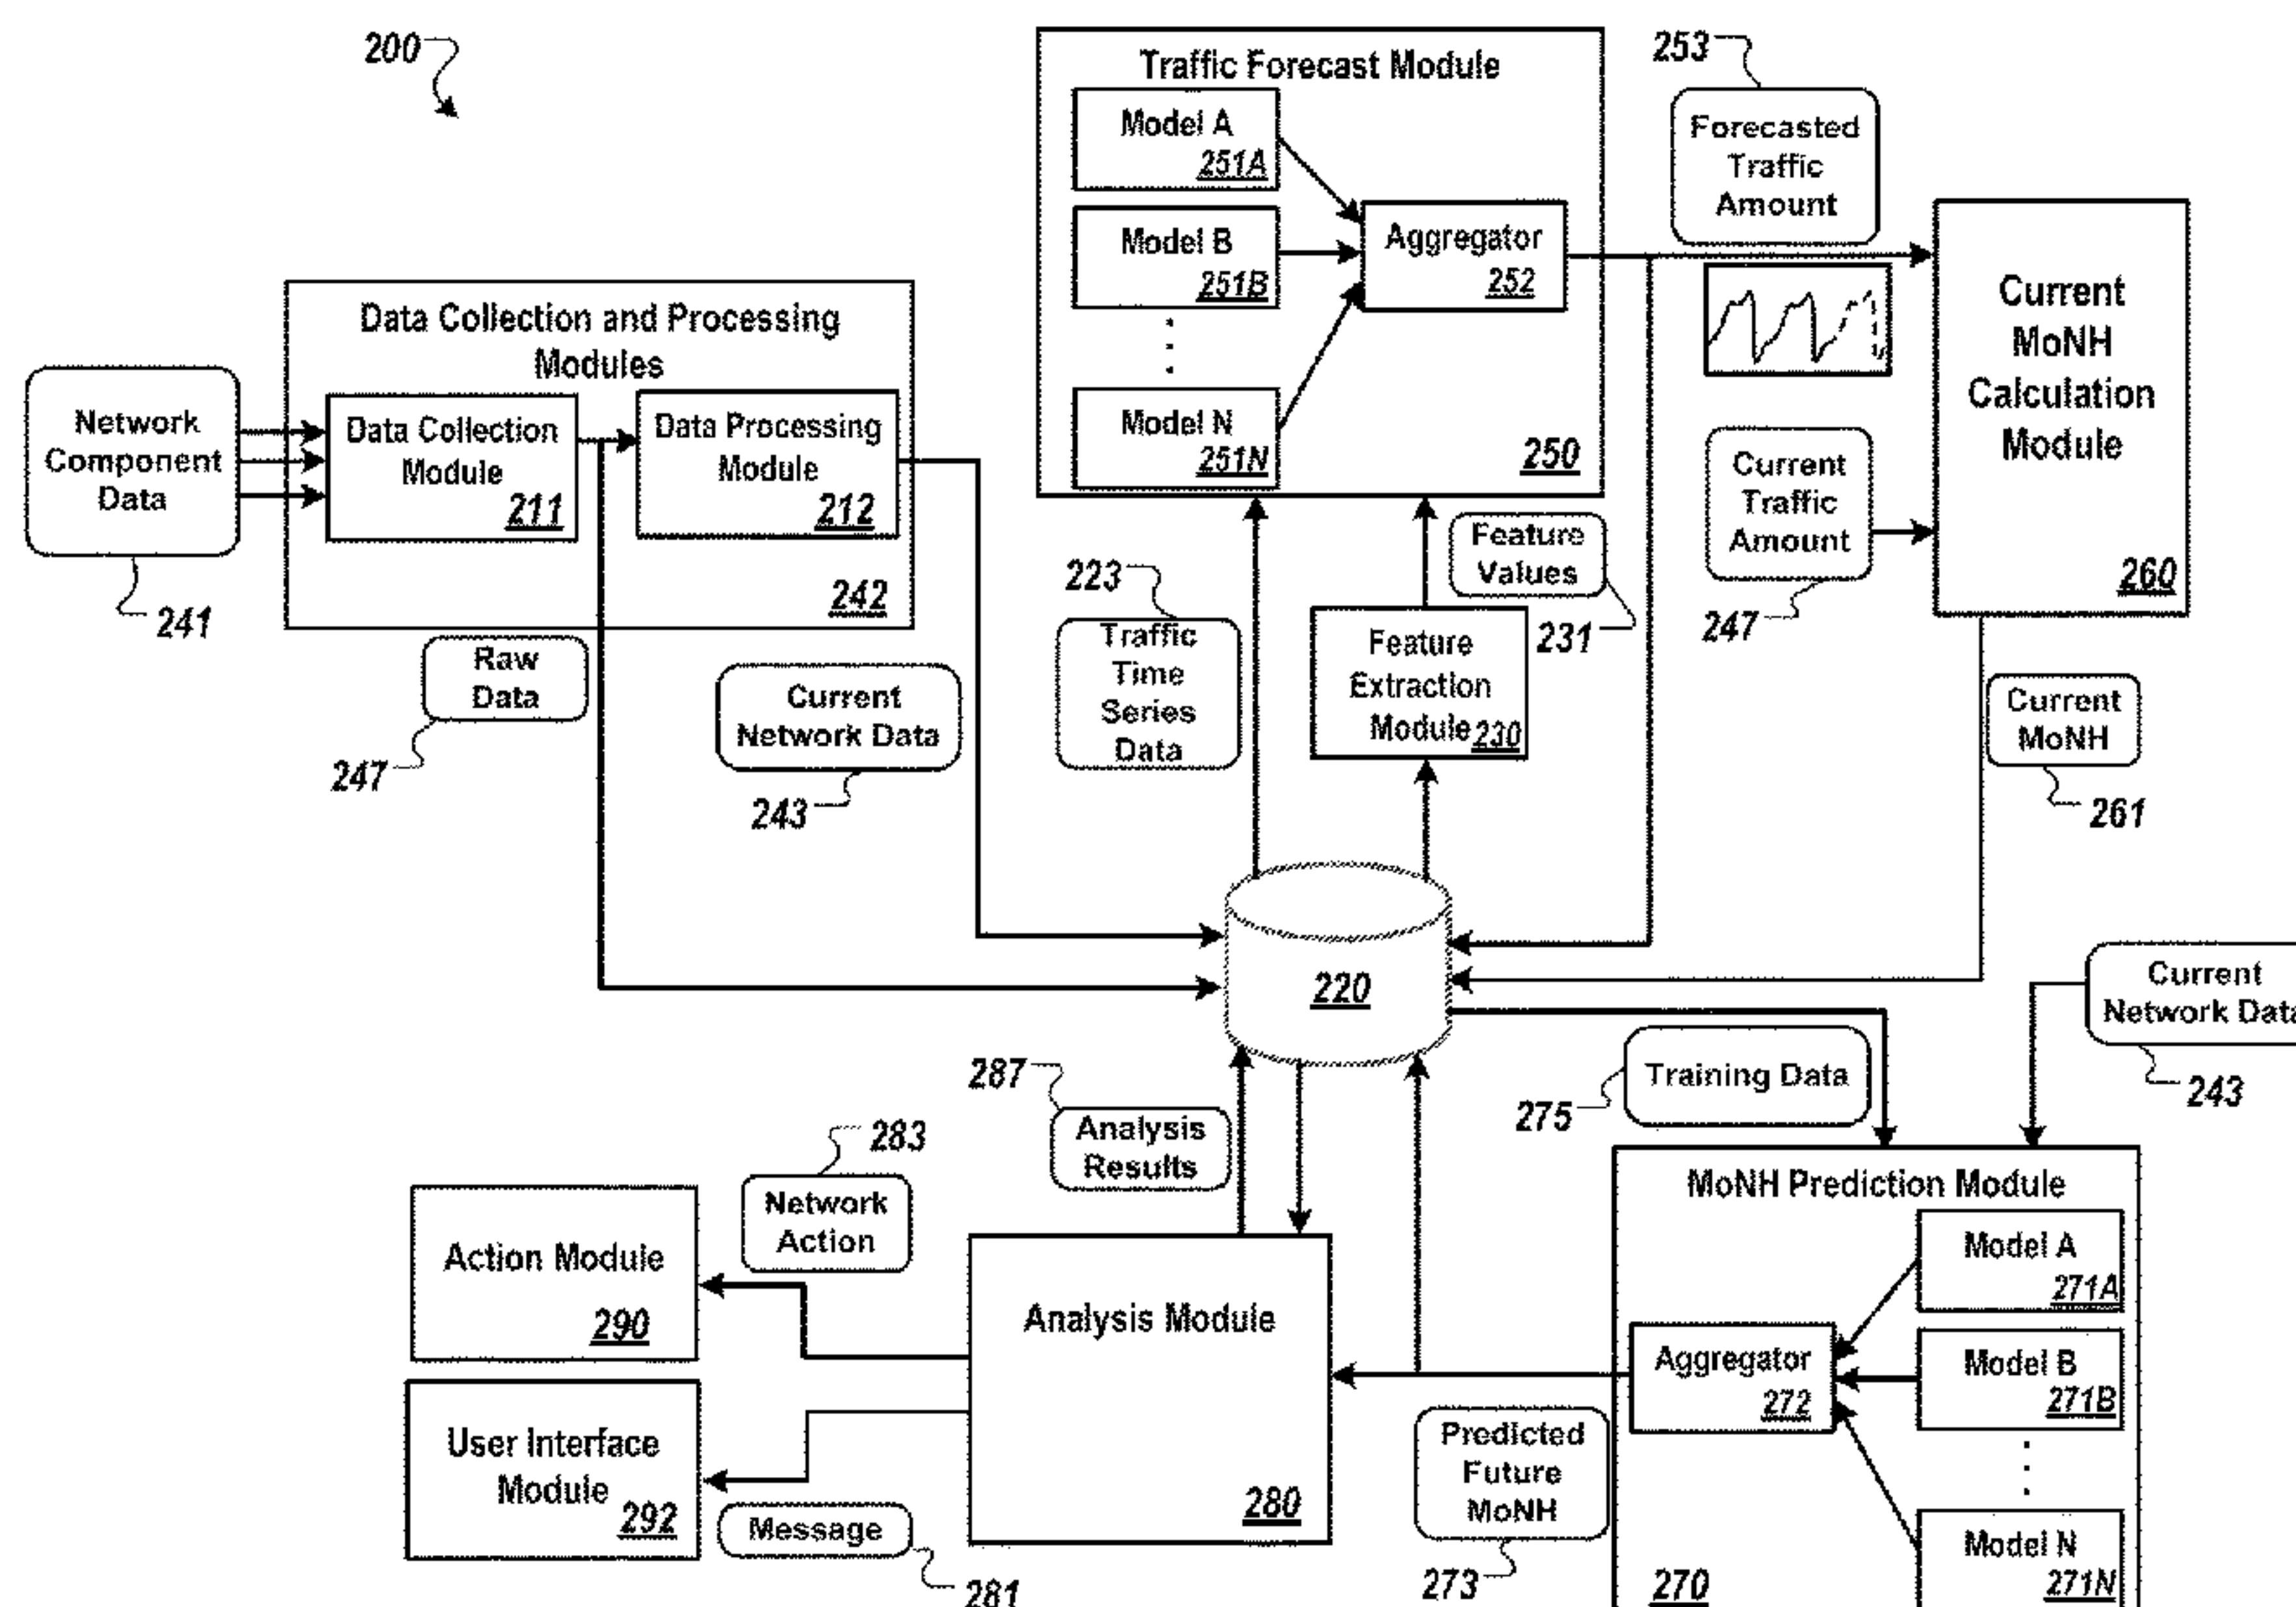 200
Traffic Forecast Module
Model A
251A
Model B
251B
Model N
251N
Aggregator
252
250
253
Forecasted
Traffic
Amount
Current
MoNH
Calculation
Module
260
Current
Traffic
Amount
247
Data Collection and Processing
Modules
Network
Component
Data
241
Data Collection
Module
211
Data Processing
Module
212
242
Raw
Data
247
Current
Network Data
243
223
Traffic
Time
Series
Data
Feature
Values
231
Feature
Extraction
Module 230
Current
MoNH
261
220
Current
Network Data
243
Training Data
275
287
Analysis
Results
283
Network
Action
Action Module
290
User Interface
Module
292
Message
281
Analysis Module
280
Predicted
Future
MoNH
273
MoNH Prediction Module
Model A
271A
Aggregator
272
Model B
271B
Model N
271N
270